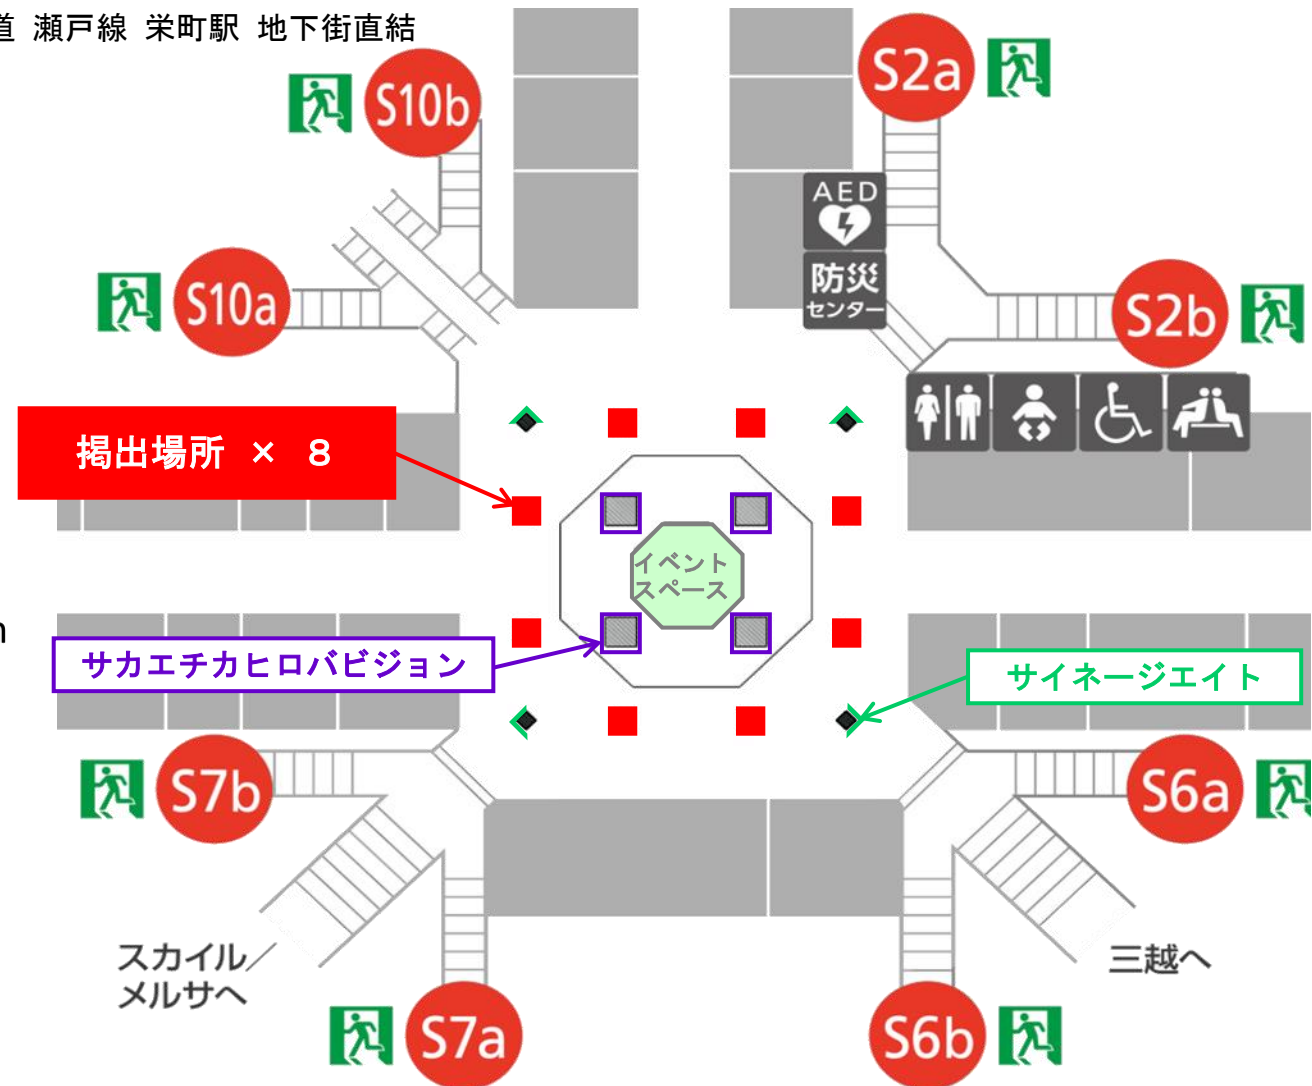 道 瀬戸線 栄町駅 地下街直結
S10b
S2a
AED
防災
センター
S10a
S2b
掲出場所 × 8
イベント
スペース
n
サカエチカヒロバビジョン
サイネージエイト
S7b
S6a
スカイル／
メルサへ
三越へ
S7a
S6b